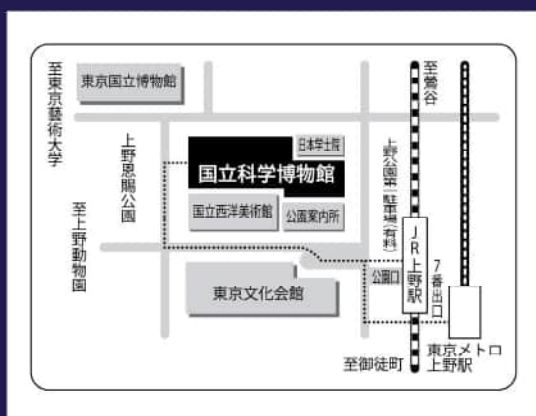 至東京藝術大学
東京国立博物館
上野恩賜公園
至上野動物園
日本学士院
国立科学博物館
国立西洋美術館
公園案内所
東京文化会館
上野公園第一駐車場(有料)
公園口
至鶯谷
JR上野駅
7番出口
東京メトロ
上野駅
至御徒町